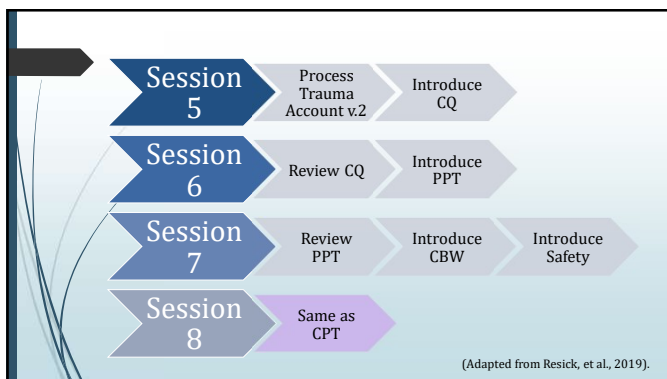 Session
5
Process
Trauma
Account v.2
Introduce
CQ
Session
6
Review CQ
Introduce
PPT
Session
7
Review
PPT
Introduce
CBW
Introduce
Safety
Session
8
Same as
CPT
(Adapted from Resick, et al., 2019).